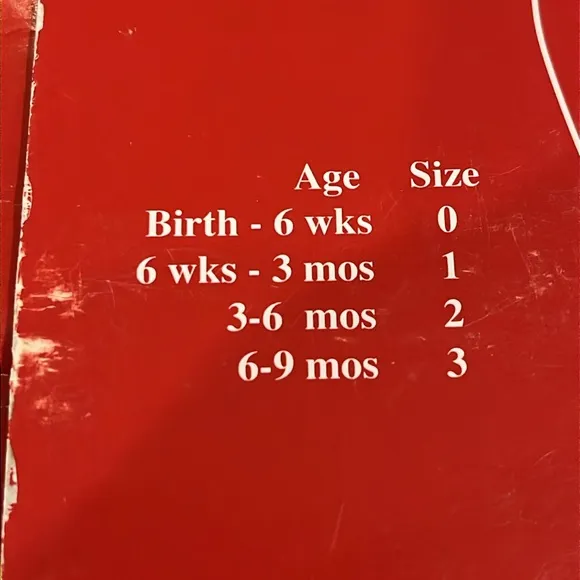 Age Size
Birth - 6 wks 0
6 wks - 3 mos 1
3-6 mos 2
6-9 mos 3